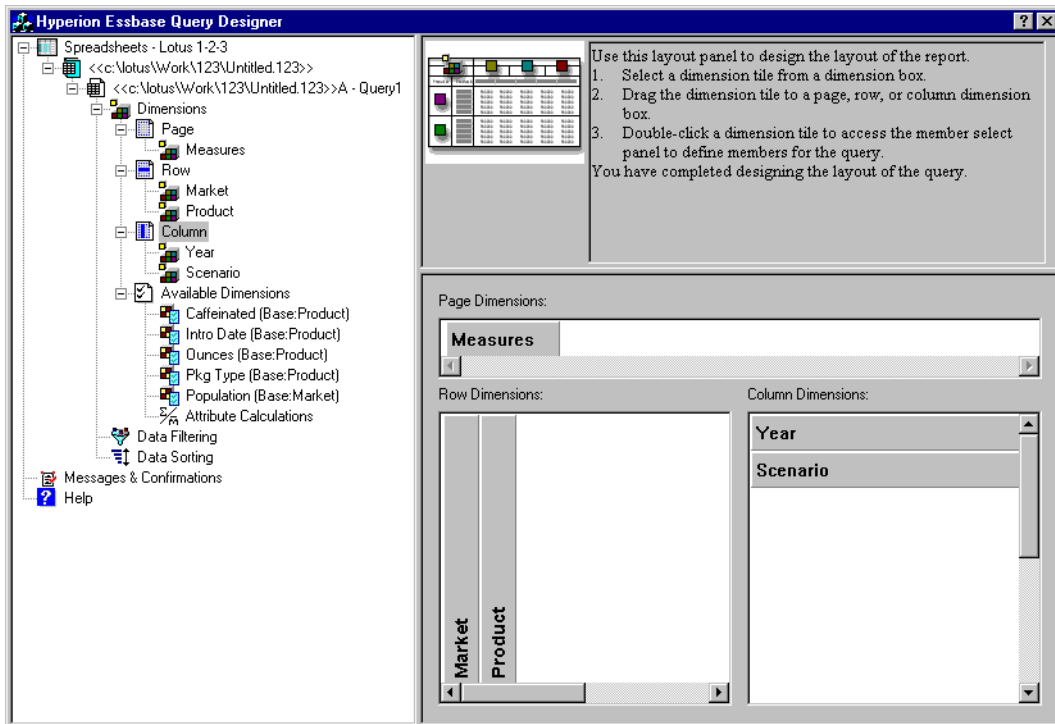 Hyperion Essbase Query Designer
Spreadsheets - Lotus 1-2-3
<<c:\lotus\Work\123\Untitled.123>>
<<c:\lotus\Work\123\Untitled.123>>A - Query1
Dimensions
Page
Measures
Row
Market
Product
Column
Year
Scenario
Available Dimensions
Caffeinated (Base:Product)
Intro Date (Base:Product)
Ounces (Base:Product)
Pkg Type (Base:Product)
Population (Base:Market)
Attribute Calculations
Data Filtering
Data Sorting
Messages & Confirmations
Help
Use this layout panel to design the layout of the report.
1. Select a dimension tile from a dimension box.
2. Drag the dimension tile to a page, row, or column dimension
box.
3. Double-click a dimension tile to access the member select
panel to define members for the query.
You have completed designing the layout of the query.
Page Dimensions:
Measures
Row Dimensions:
Market
Product
Column Dimensions:
Year
Scenario